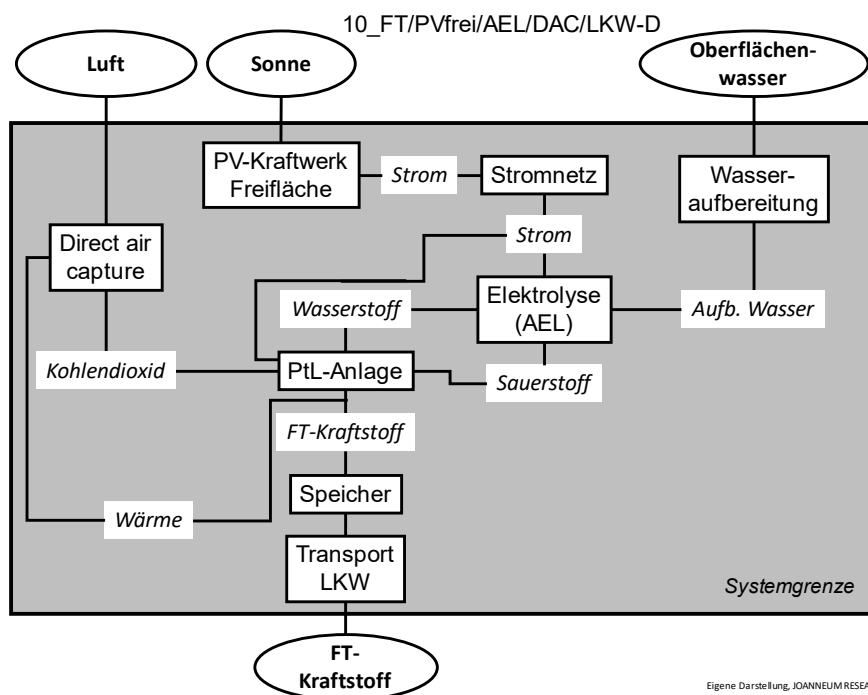 10_FT/PVfrei/AEL/DAC/LKW-D
Luft
Sonne
Oberflächen-
wasser
PV-Kraftwerk
Freifläche
Strom
Stromnetz
Wasser-
aufbereitung
Direct air
capture
Strom
Wasserstoff
Elektrolyse
(AEL)
Aufb. Wasser
Kohlendioxid
PtL-Anlage
Sauerstoff
FT-Kraftstoff
Speicher
Wärme
Transport
LKW
Systemgrenze
FT-
Kraftstoff
Eigene Darstellung, JOANNEUM RESEA